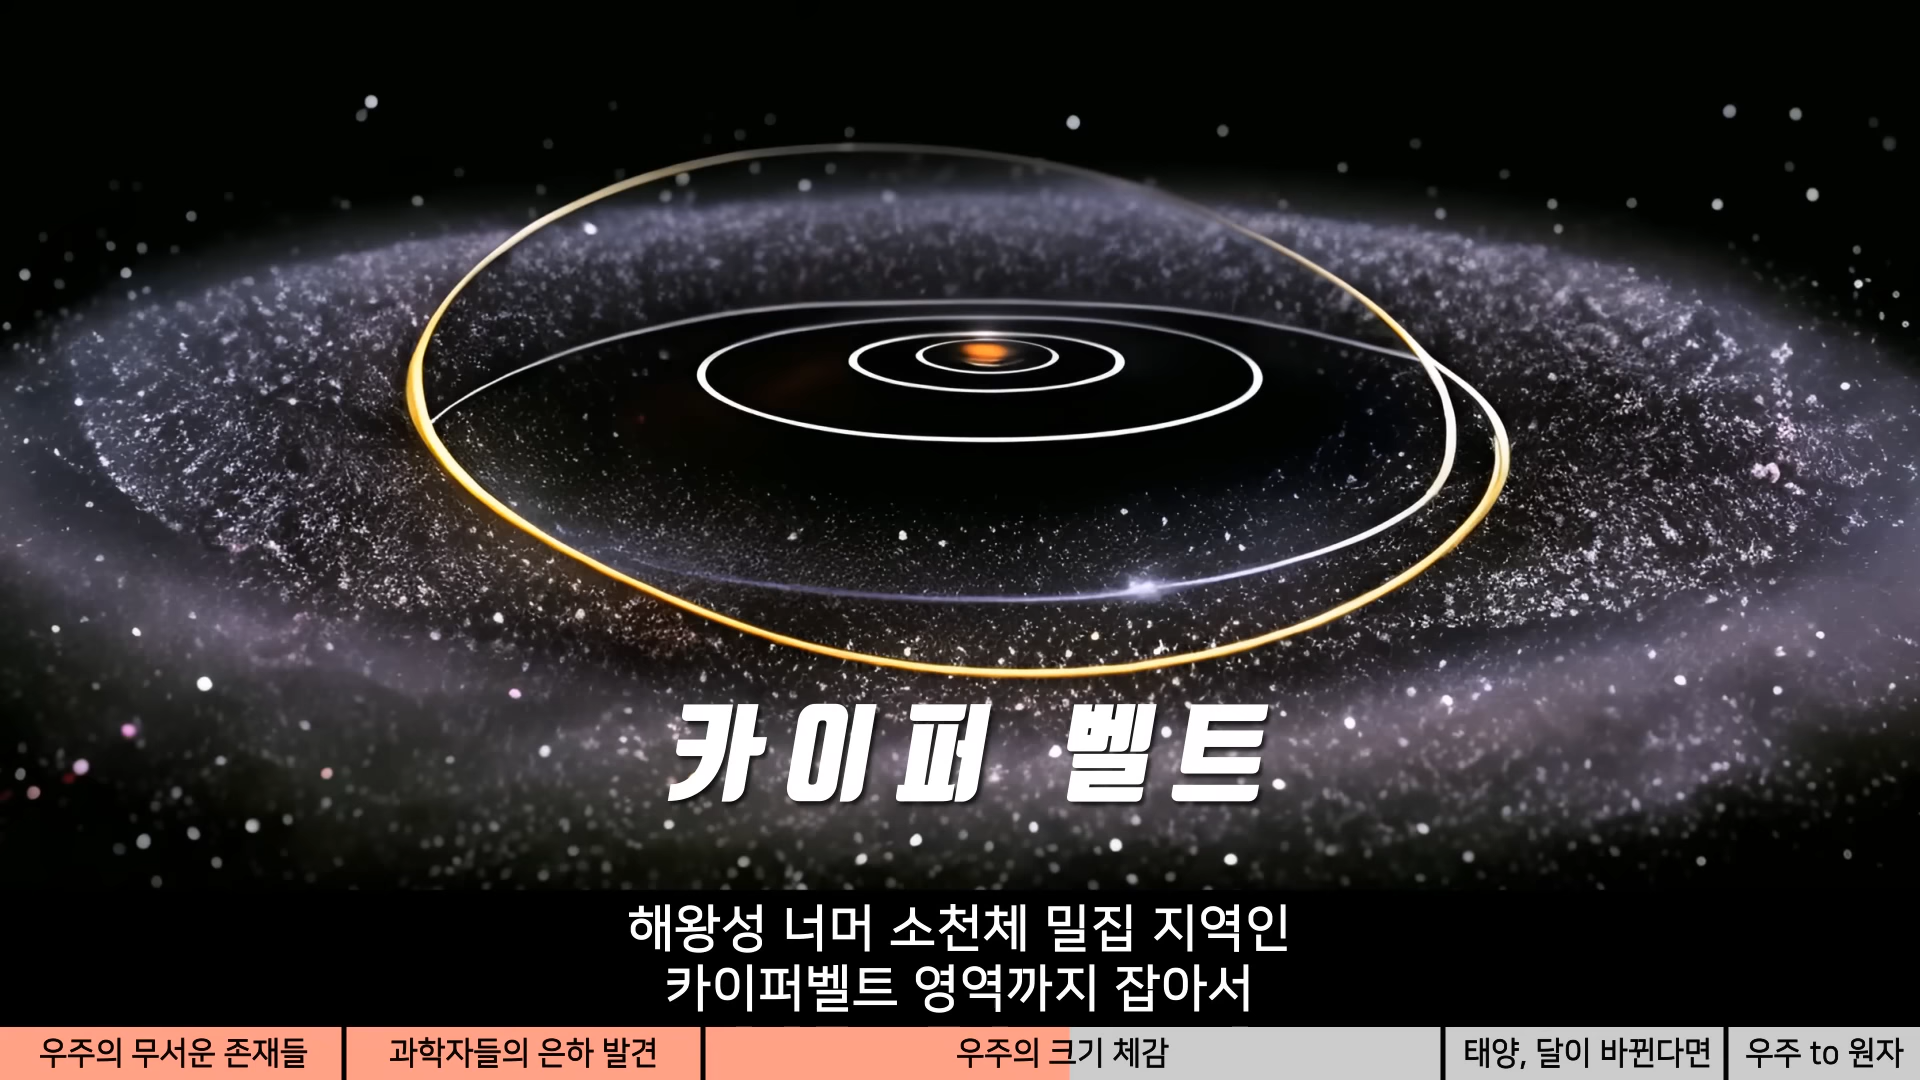 카이퍼 벨트
해왕성 너머 소천체 밀집 지역인
카이퍼벨트 영역까지 잡아서
우주의 무서운 존재들
과학자들의 은하 발견
우주의 크기 체감
태양, 달이 바뀐다면
우주 to 원자